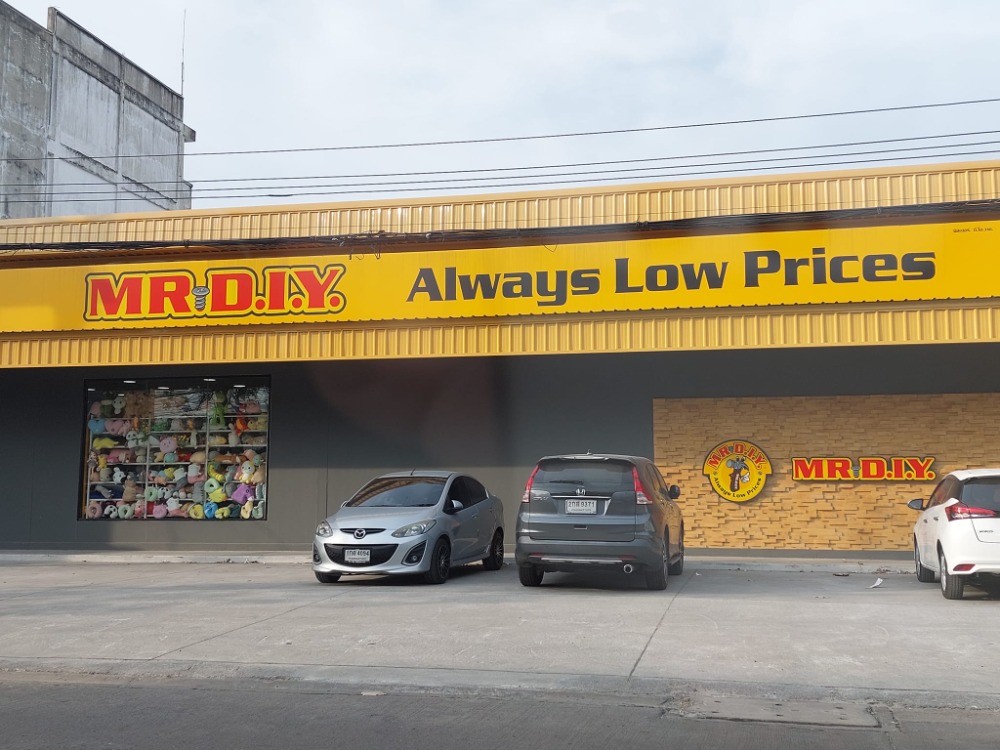 MR D.I.Y. Always Low Prices
MR.D.I.Y.
Always Low Prices
MR D.I.Y.